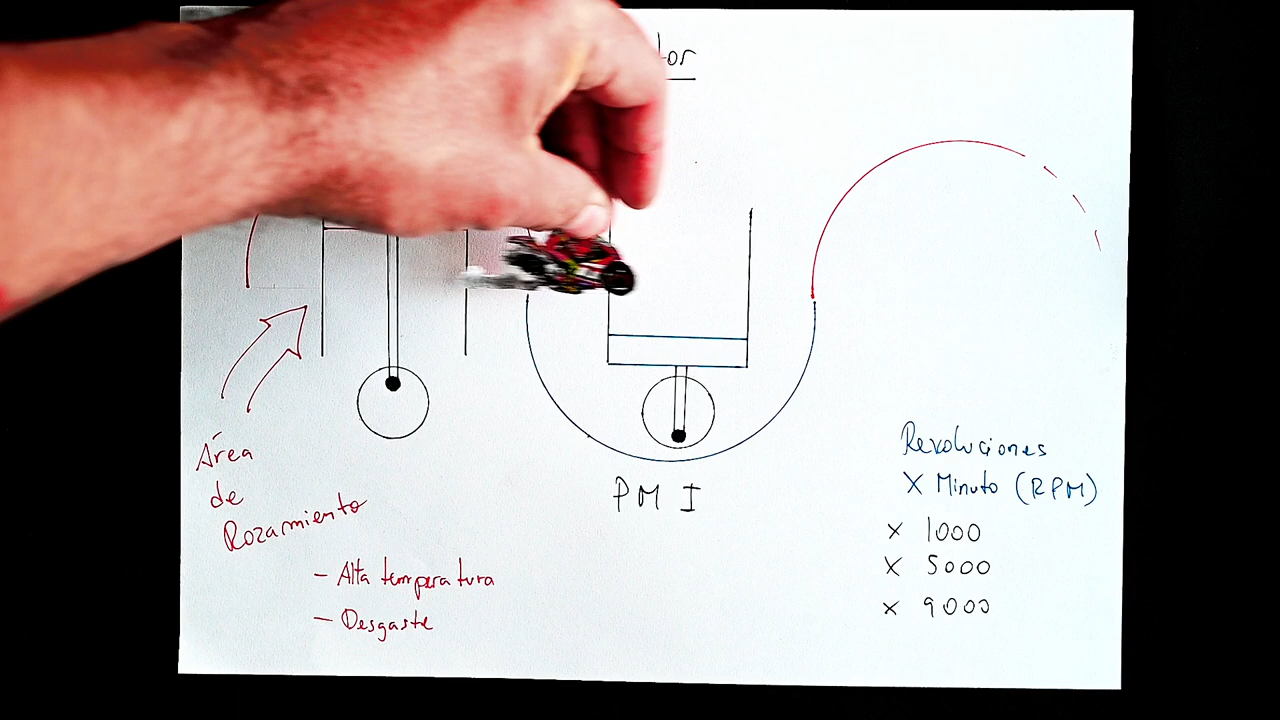 Área
de
Rozamiento
- Alta temperatura
- Desgaste
PM I
Revoluciones
X Minuto (RPM)
x 1000
x 5000
x 9000